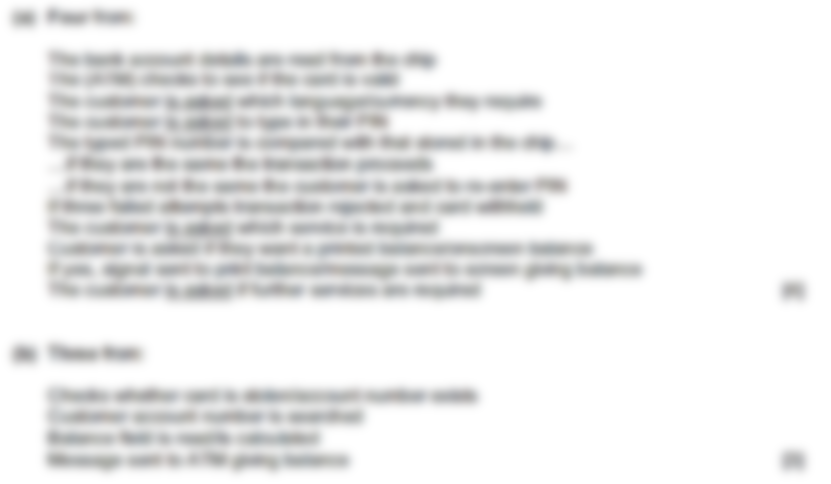 (a) Four from:
The bank account details are read from the chip
The (ATM) checks to see if the card is valid
The customer is asked which language/currency they require
The customer is asked to type in their PIN
The typed PIN number is compared with that stored in the chip…
…if they are the same the transaction proceeds
…if they are not the same the customer is asked to re-enter PIN
If three failed attempts transaction rejected and card withheld
The customer is asked which service is required
Customer is asked if they want a printed balance/onscreen balance
If yes, signal sent to print balance/message sent to screen giving balance
The customer is asked if further services are required
(b) Three from:
Checks whether card is stolen/account number exists
Customer account number is searched
Balance field is read/is calculated
Message sent to ATM giving balance